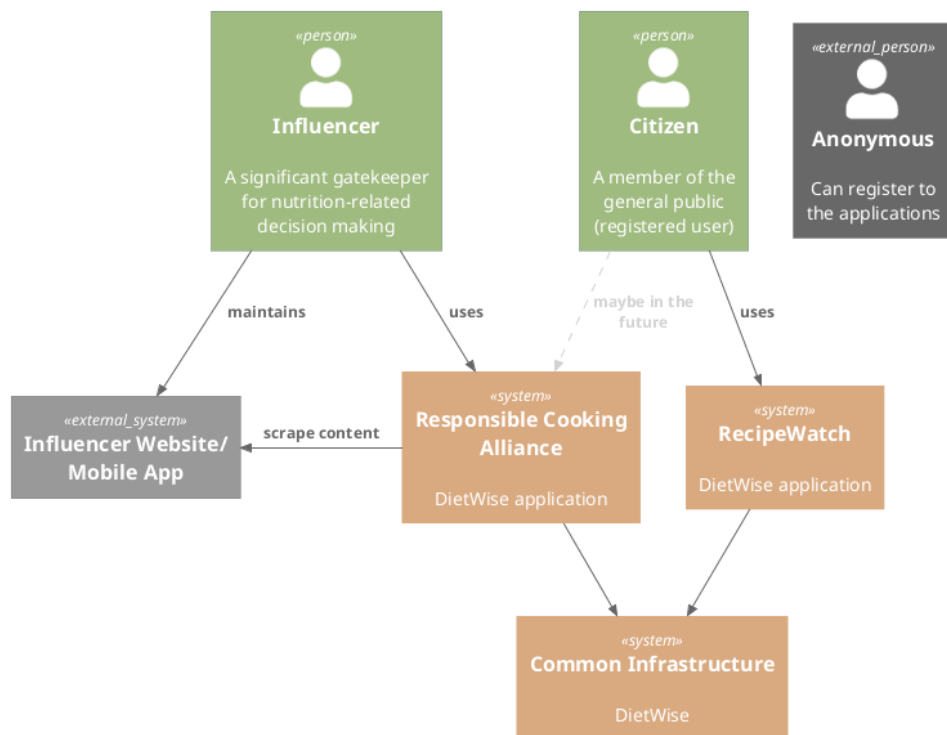 «person»
Influencer
A significant gatekeeper
for nutrition-related
decision making
«person»
Citizen
A member of the
general public
(registered user)
«external_person»
Anonymous
Can register to
the applications
maintains
uses
maybe in the
future
uses
«external_system»
Influencer Website/
Mobile App
scrape content
«system»
Responsible Cooking
Alliance
DietWise application
«system»
RecipeWatch
DietWise application
«system»
Common Infrastructure
DietWise